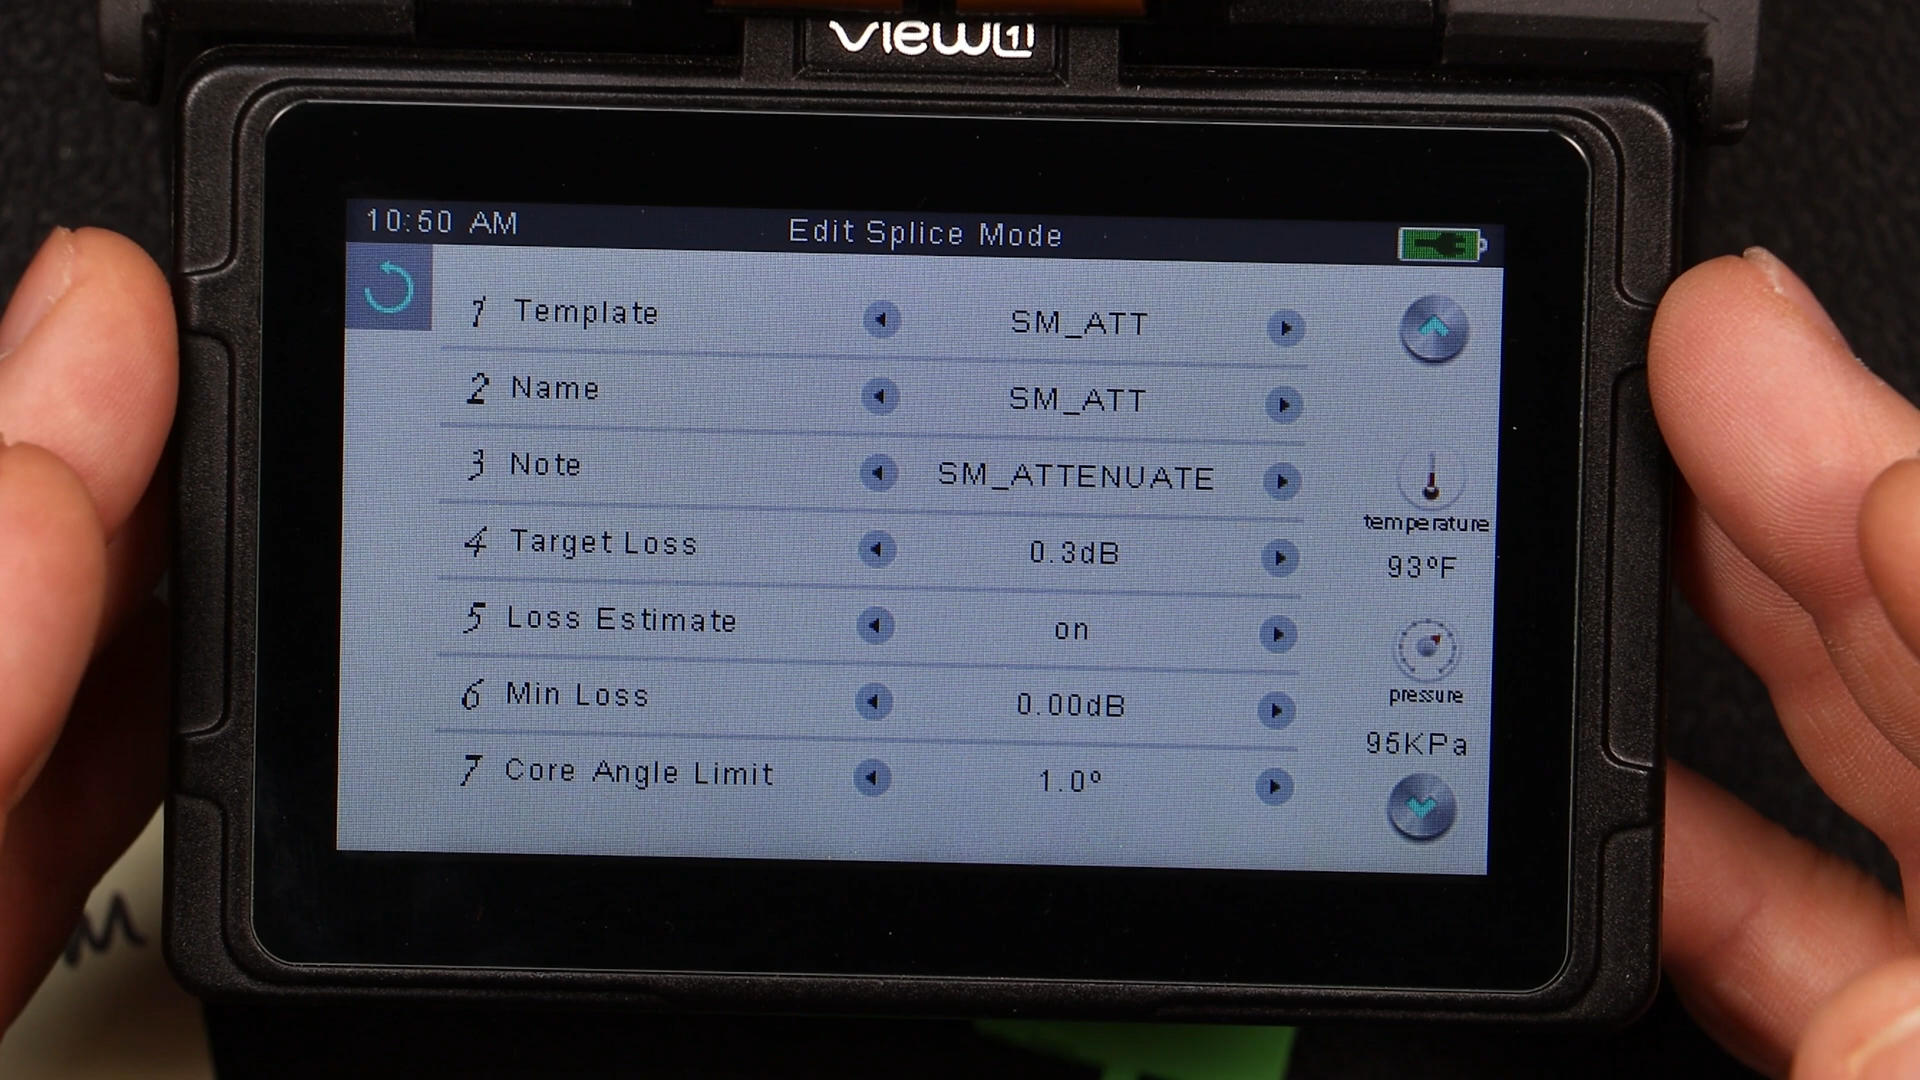 VIEW1
10:50 AM
Edit Splice Mode
1 Template SM_ATT
2 Name SM_ATT
3 Note SM_ATTENUATE
4 Target Loss 0.3dB
5 Loss Estimate on
6 Min Loss 0.00dB
7 Core Angle Limit 1.0º
temperature
93ºF
pressure
95KPa